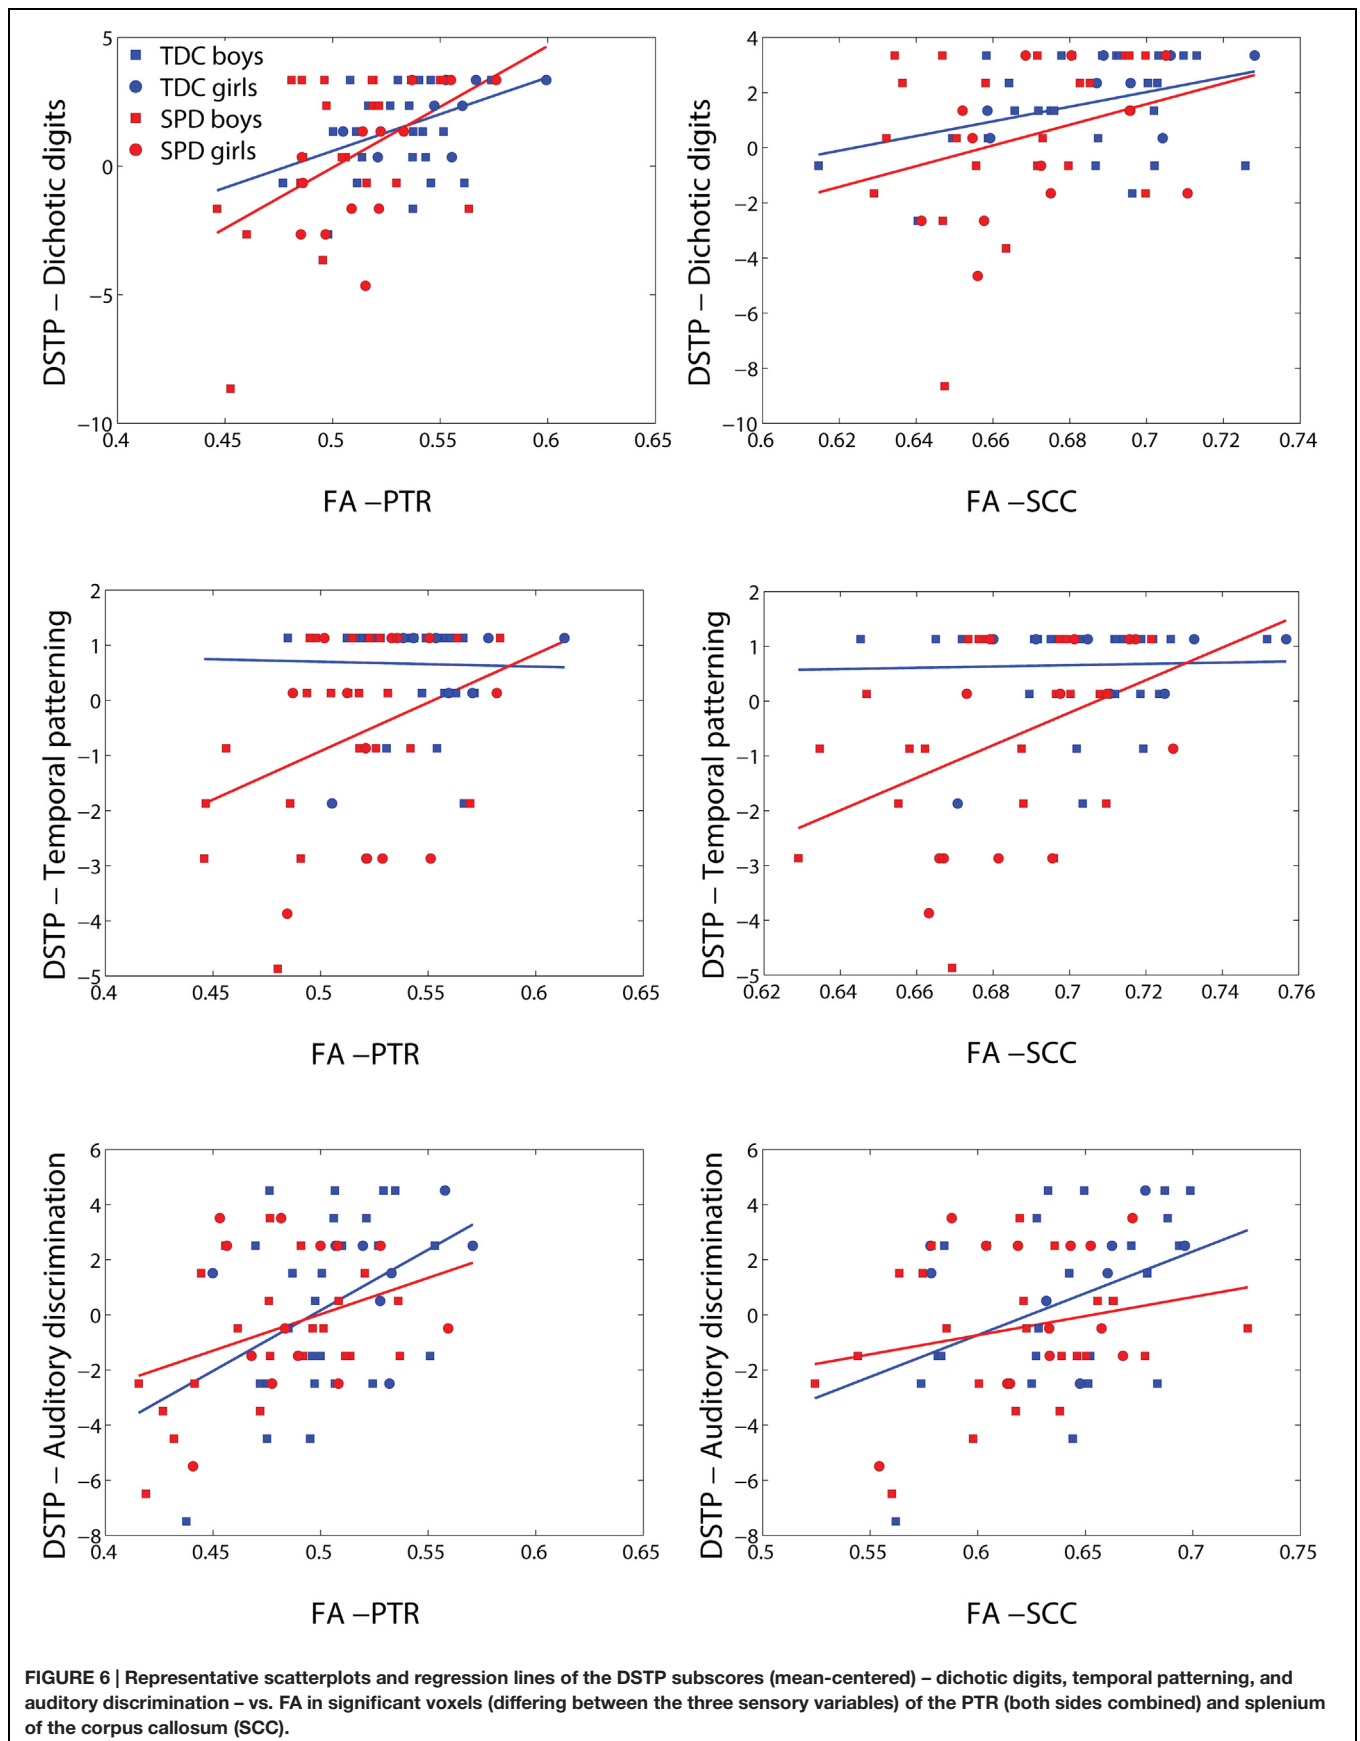 5
0
−5
−10
0.4 0.45 0.5 0.55 0.6 0.65
DSTP − Dichotic digits
FA −PTR
TDC boys
TDC girls
SPD boys
SPD girls
4
2
0
−2
−4
−6
−8
−10
0.6 0.62 0.64 0.66 0.68 0.7 0.72 0.74
DSTP − Dichotic digits
FA −SCC
2
1
0
−1
−2
−3
−4
−5
0.4 0.45 0.5 0.55 0.6 0.65
DSTP − Temporal patterning
FA −PTR
2
1
0
−1
−2
−3
−4
−5
0.62 0.64 0.66 0.68 0.7 0.72 0.74 0.76
DSTP − Temporal patterning
FA −SCC
6
4
2
0
−2
−4
−6
−8
0.4 0.45 0.5 0.55 0.6 0.65
DSTP − Auditory discrimination
FA −PTR
6
4
2
0
−2
−4
−6
−8
0.5 0.55 0.6 0.65 0.7 0.75
DSTP − Auditory discrimination
FA −SCC
FIGURE 6 | Representative scatterplots and regression lines of the DSTP subscores (mean-centered) – dichotic digits, temporal patterning, and
auditory discrimination – vs. FA in significant voxels (differing between the three sensory variables) of the PTR (both sides combined) and splenium
of the corpus callosum (SCC).